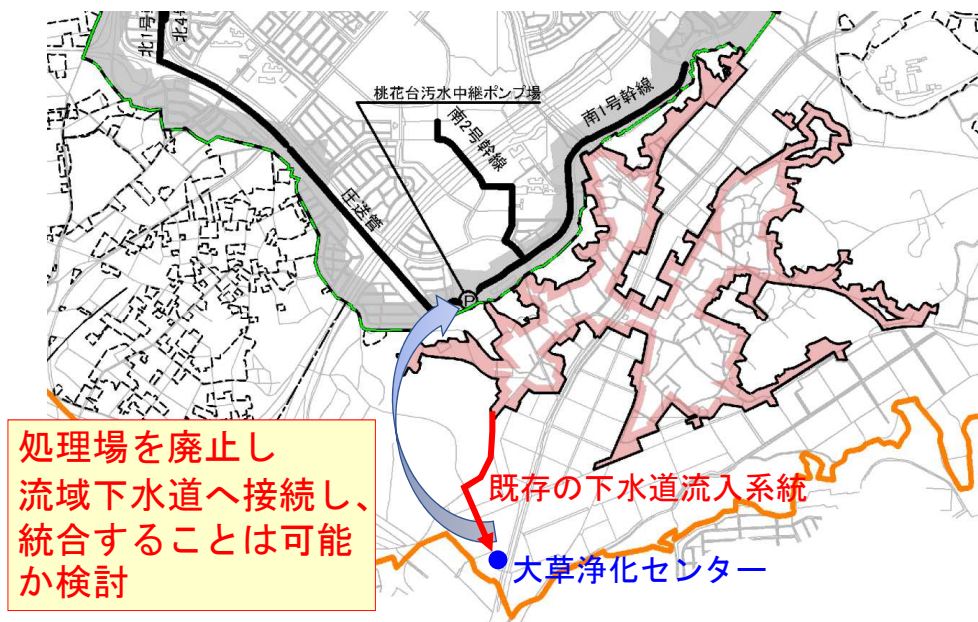 北1号幹
北4号
桃花台汚水中継ポンプ場
南2号幹線
南1号幹線
圧送管
P
処理場を廃止し
流域下水道へ接続し、
統合することは可能
か検討
既存の下水道流入系統
大草浄化センター